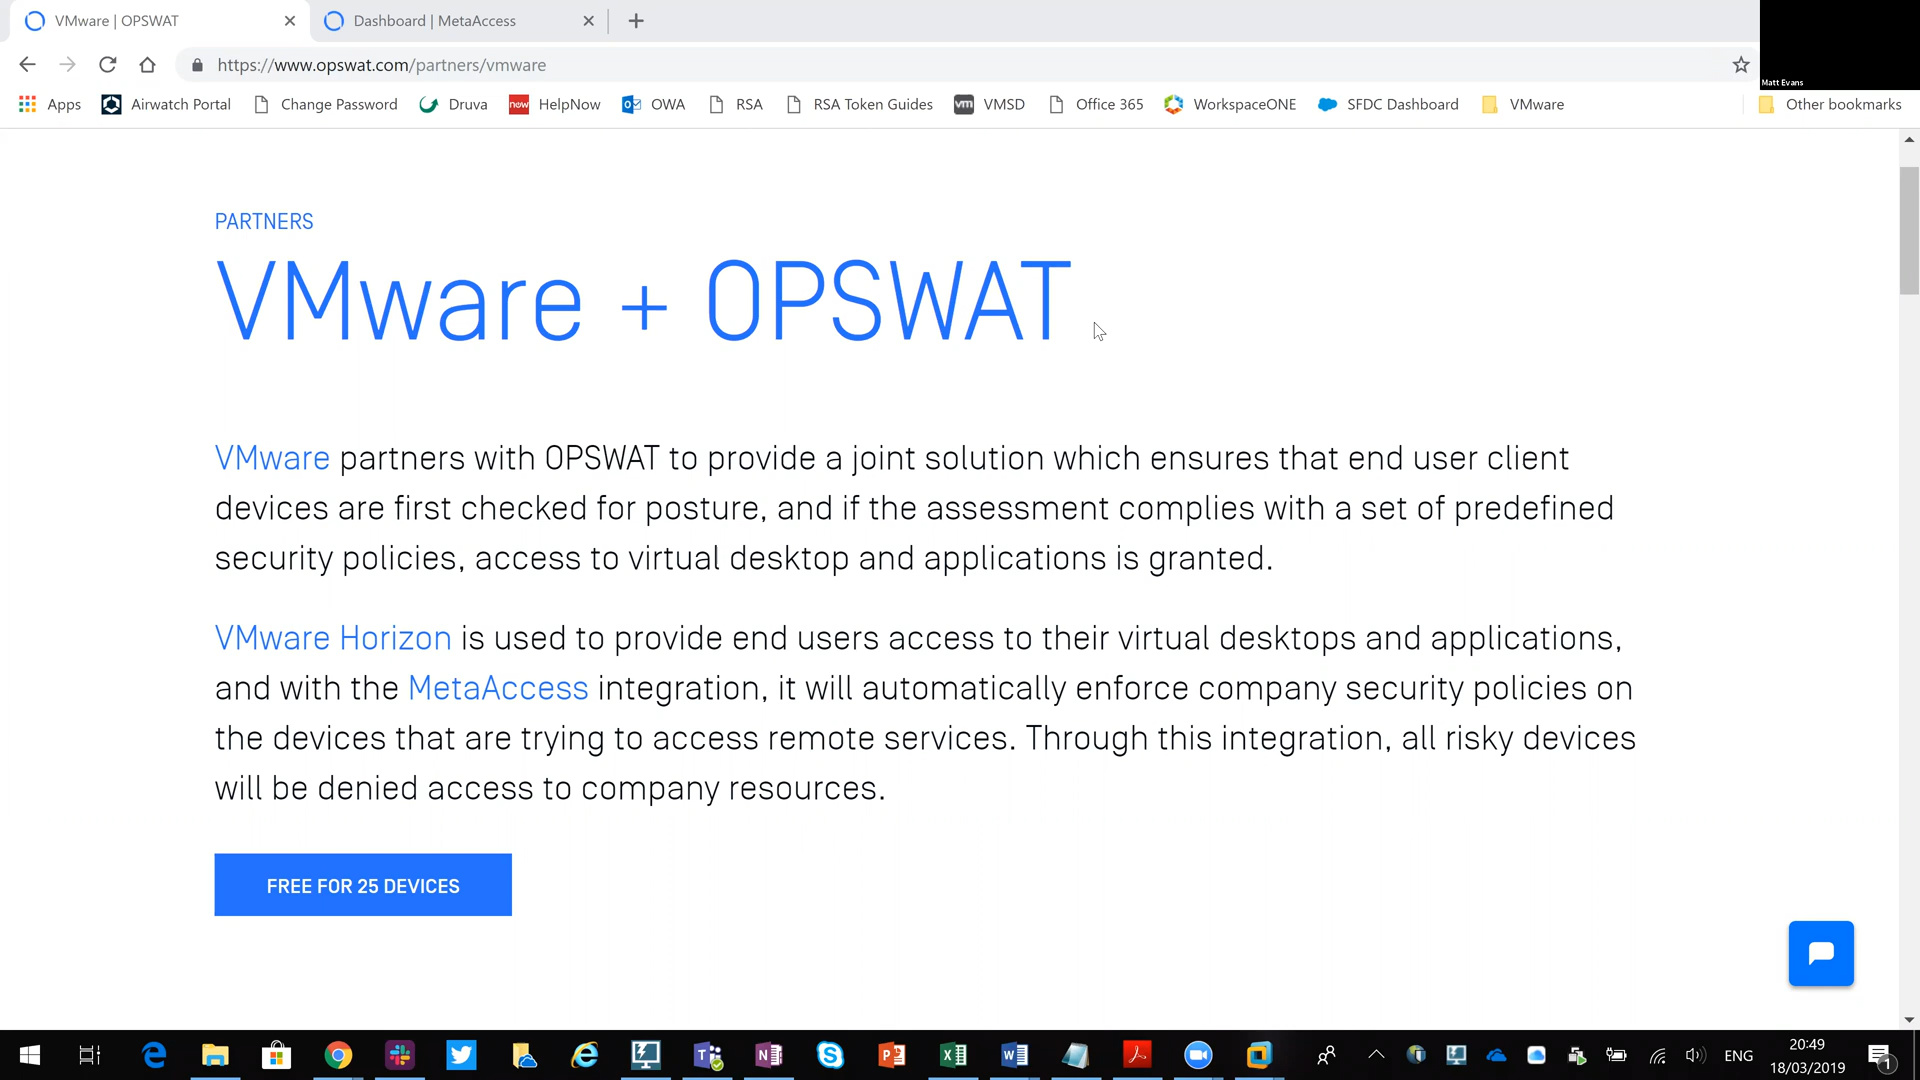 VMware | OPSWAT
Dashboard | MetaAccess
https://www.opswat.com/partners/vmware
Matt Evans
Apps
Airwatch Portal
Change Password
Druva
now
HelpNow
OWA
RSA
RSA Token Guides
vm
VMSD
Office 365
WorkspaceONE
SFDC Dashboard
VMware
Other bookmarks
PARTNERS
VMware + OPSWAT
VMware partners with OPSWAT to provide a joint solution which ensures that end user client
devices are first checked for posture, and if the assessment complies with a set of predefined
security policies, access to virtual desktop and applications is granted.
VMware Horizon is used to provide end users access to their virtual desktops and applications,
and with the MetaAccess integration, it will automatically enforce company security policies on
the devices that are trying to access remote services. Through this integration, all risky devices
will be denied access to company resources.
FREE FOR 25 DEVICES
ENG
20:49
18/03/2019
1